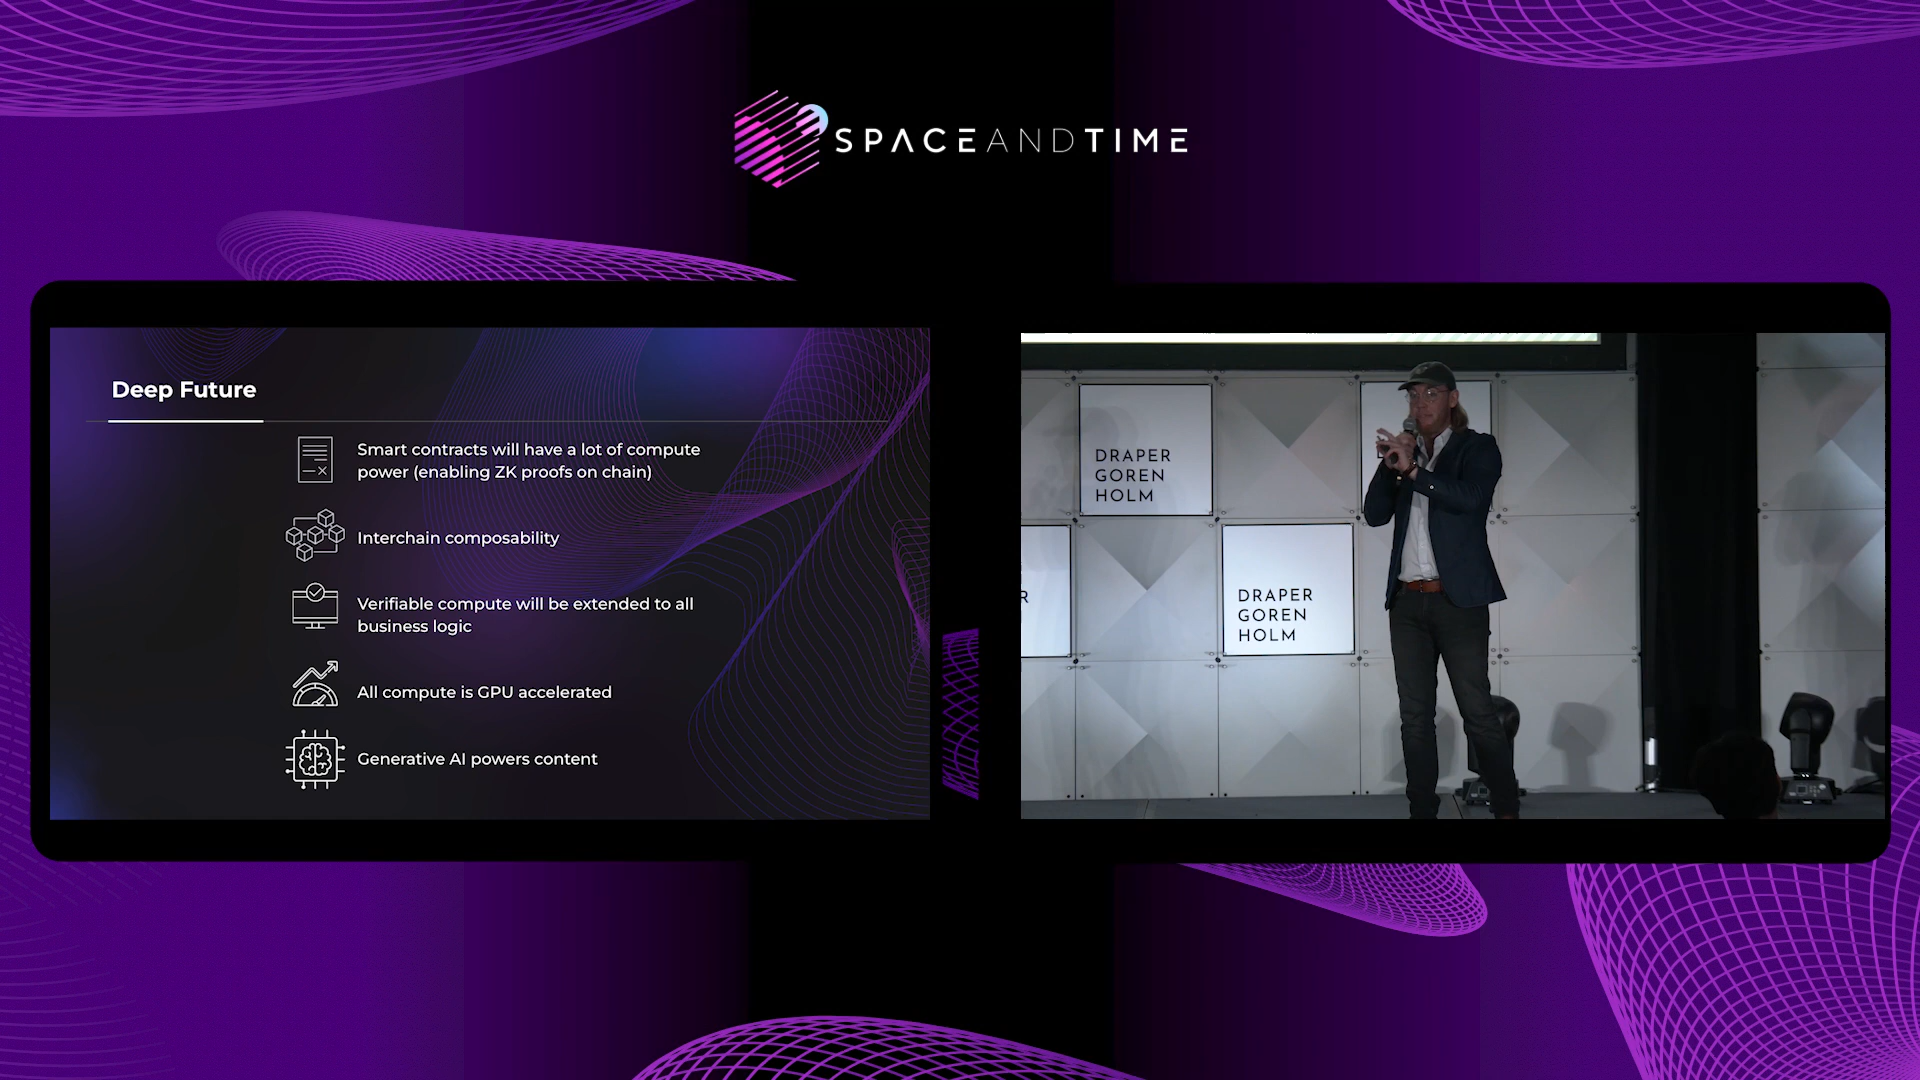 SPACEANDTIME
Deep Future
Smart contracts will have a lot of compute
power (enabling ZK proofs on chain)
Interchain composability
Verifiable compute will be extended to all
business logic
All compute is GPU accelerated
Generative AI powers content
DRAPER
GOREN
HOLM
R
DRAPER
GOREN
HOLM